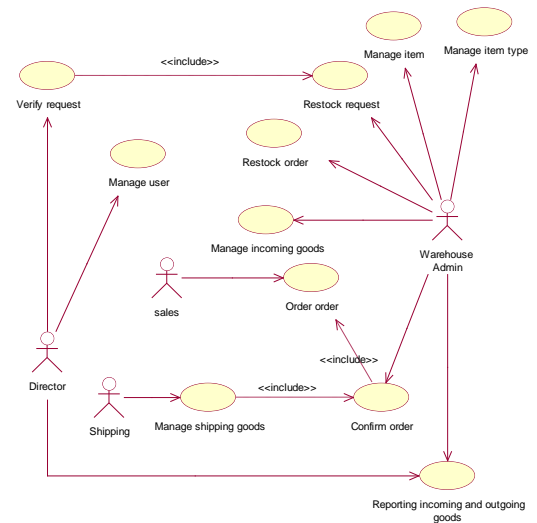 Manage item
Manage item type
<<include>>
Verify request
Restock request
Restock order
Manage user
Manage incoming goods
Warehouse
Admin
sales
Order order
<<include>>
Director
<<include>>
Shipping
Manage shipping goods
Confirm order
Reporting incoming and outgoing
goods